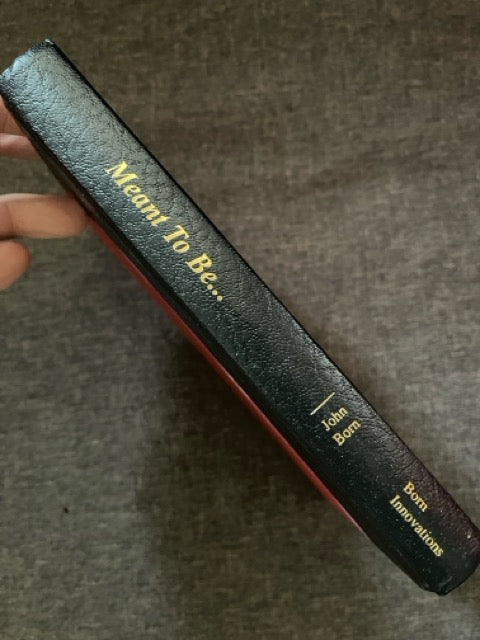 Meant To Be...
John
Born
Born
Innovations